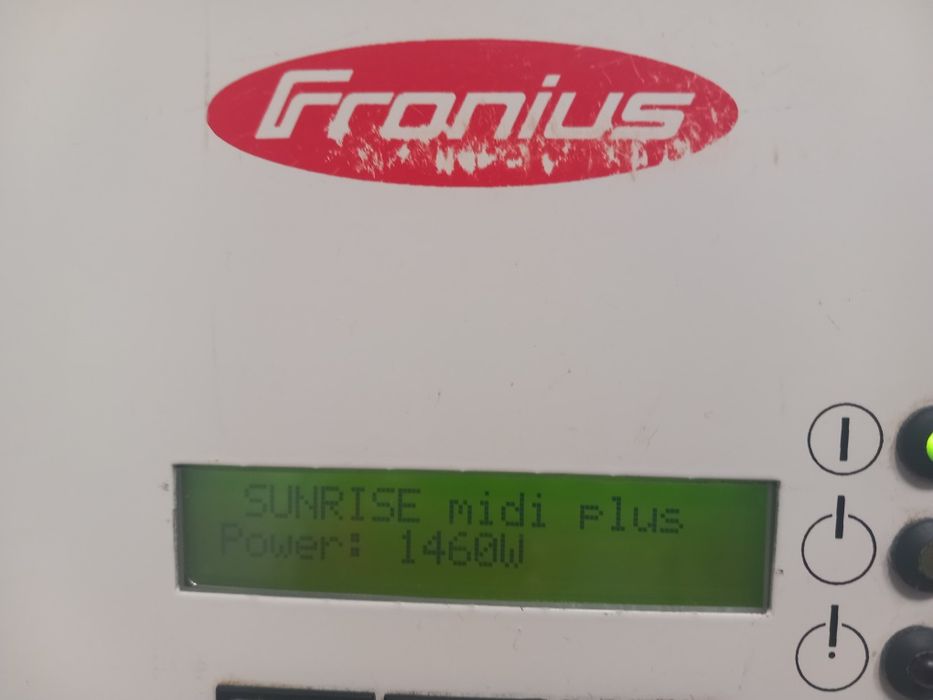 Fronius
SUNRISE midi plus
Power: 1460W